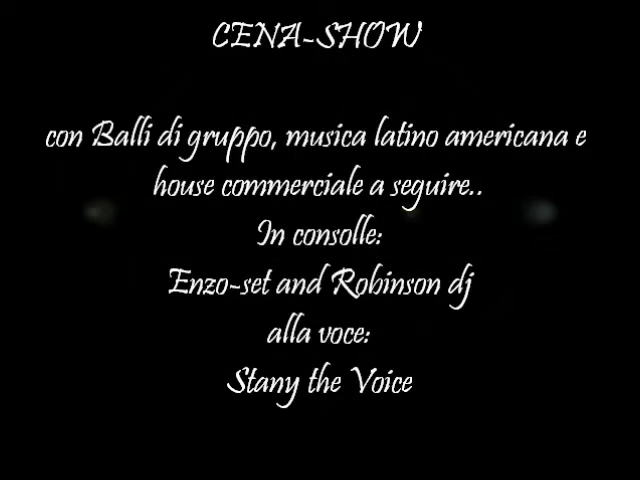 CENA-SHOW
con Balli di gruppo, musica latino americana e
house commerciale a seguire..
In consolle:
Enzo-set and Robinson dj
alla voce:
Stany the Voice